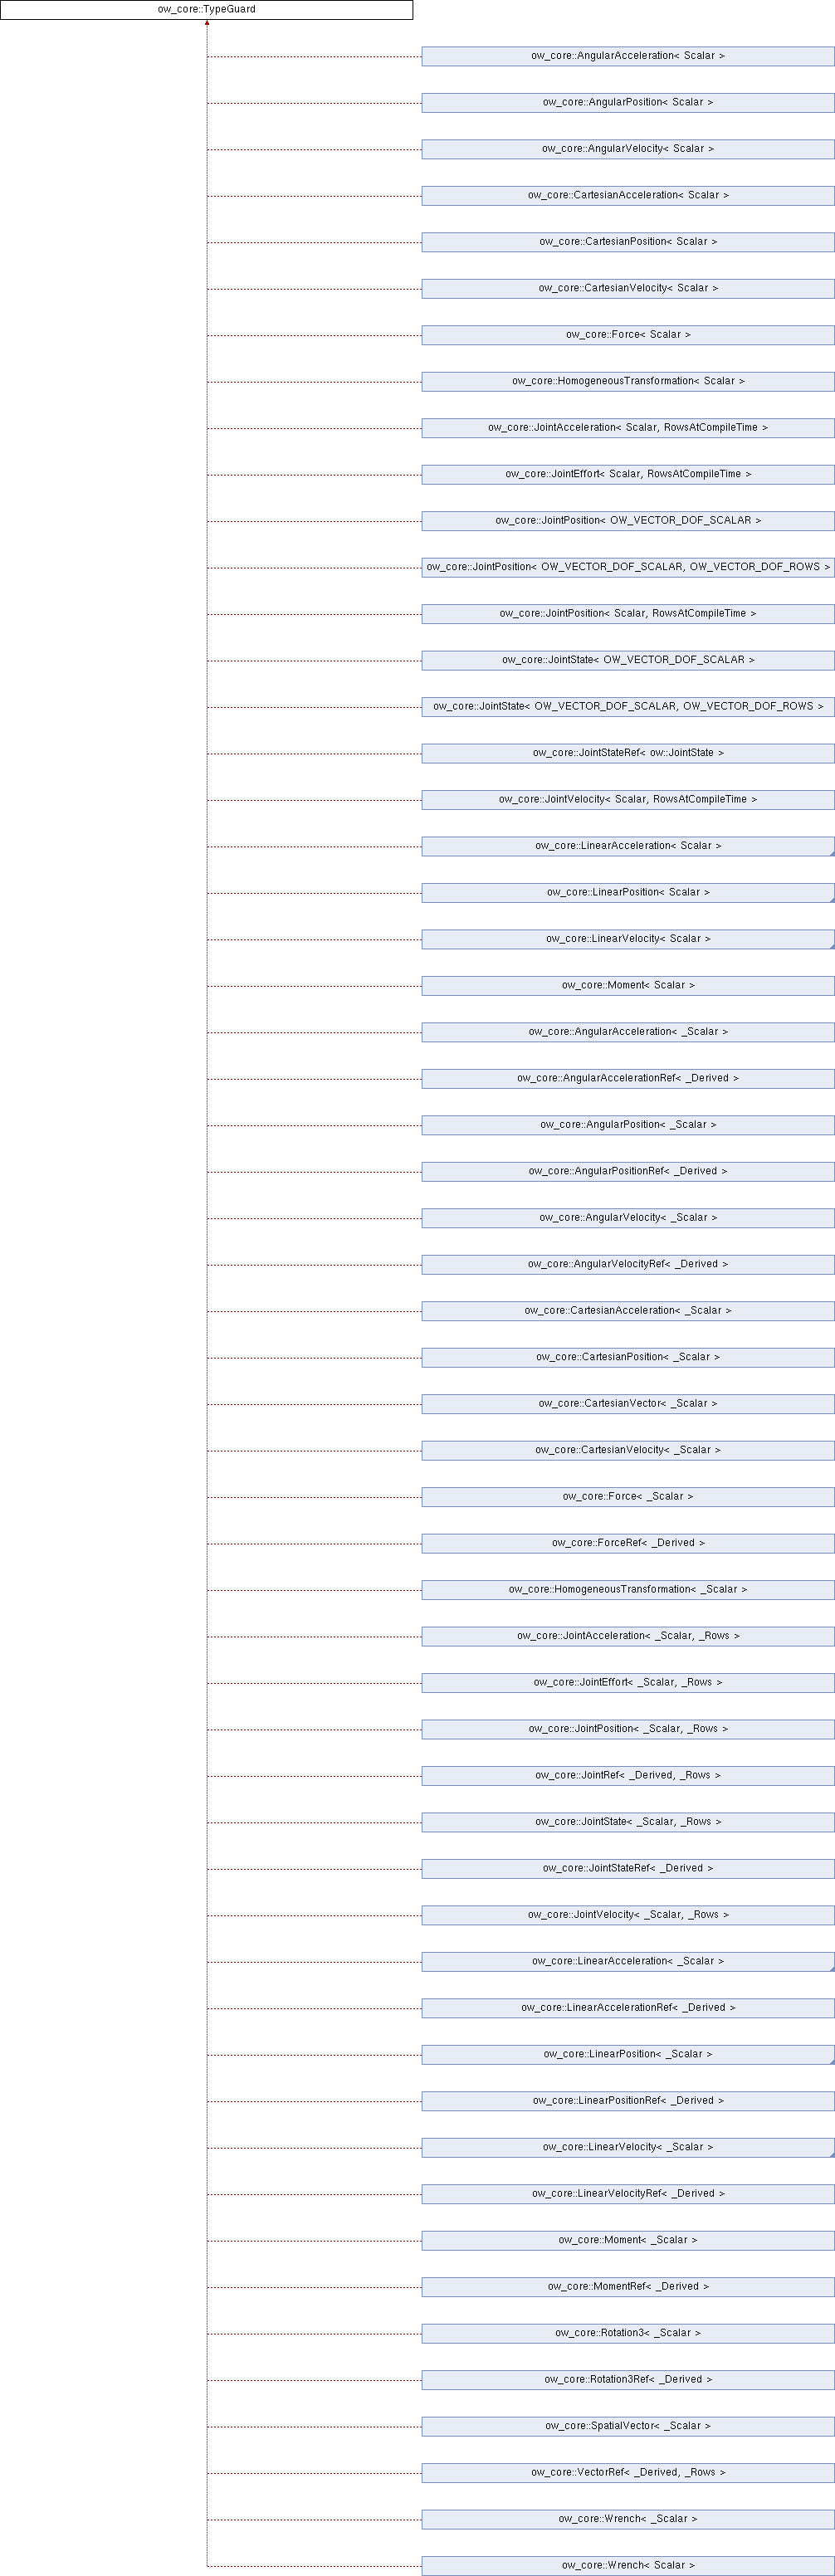 ow_core::TypeGuard
ow_core::AngularAcceleration< Scalar >
ow_core::AngularPosition< Scalar >
ow_core::AngularVelocity< Scalar >
ow_core::CartesianAcceleration< Scalar >
ow_core::CartesianPosition< Scalar >
ow_core::CartesianVelocity< Scalar >
ow_core::Force< Scalar >
ow_core::HomogeneousTransformation< Scalar >
ow_core::JointAcceleration< Scalar, RowsAtCompileTime >
ow_core::JointEffort< Scalar, RowsAtCompileTime >
ow_core::JointPosition< OW_VECTOR_DOF_SCALAR >
ow_core::JointPosition< OW_VECTOR_DOF_SCALAR, OW_VECTOR_DOF_ROWS >
ow_core::JointPosition< Scalar, RowsAtCompileTime >
ow_core::JointState< OW_VECTOR_DOF_SCALAR >
ow_core::JointState< OW_VECTOR_DOF_SCALAR, OW_VECTOR_DOF_ROWS >
ow_core::JointStateRef< ow::JointState >
ow_core::JointVelocity< Scalar, RowsAtCompileTime >
ow_core::LinearAcceleration< Scalar >
ow_core::LinearPosition< Scalar >
ow_core::LinearVelocity< Scalar >
ow_core::Moment< Scalar >
ow_core::AngularAcceleration< _Scalar >
ow_core::AngularAccelerationRef< _Derived >
ow_core::AngularPosition< _Scalar >
ow_core::AngularPositionRef< _Derived >
ow_core::AngularVelocity< _Scalar >
ow_core::AngularVelocityRef< _Derived >
ow_core::CartesianAcceleration< _Scalar >
ow_core::CartesianPosition< _Scalar >
ow_core::CartesianVector< _Scalar >
ow_core::CartesianVelocity< _Scalar >
ow_core::Force< _Scalar >
ow_core::ForceRef< _Derived >
ow_core::HomogeneousTransformation< _Scalar >
ow_core::JointAcceleration< _Scalar, _Rows >
ow_core::JointEffort< _Scalar, _Rows >
ow_core::JointPosition< _Scalar, _Rows >
ow_core::JointRef< _Derived, _Rows >
ow_core::JointState< _Scalar, _Rows >
ow_core::JointStateRef< _Derived >
ow_core::JointVelocity< _Scalar, _Rows >
ow_core::LinearAcceleration< _Scalar >
ow_core::LinearAccelerationRef< _Derived >
ow_core::LinearPosition< _Scalar >
ow_core::LinearPositionRef< _Derived >
ow_core::LinearVelocity< _Scalar >
ow_core::LinearVelocityRef< _Derived >
ow_core::Moment< _Scalar >
ow_core::MomentRef< _Derived >
ow_core::Rotation3< _Scalar >
ow_core::Rotation3Ref< _Derived >
ow_core::SpatialVector< _Scalar >
ow_core::VectorRef< _Derived, _Rows >
ow_core::Wrench< _Scalar >
ow_core::Wrench< Scalar >